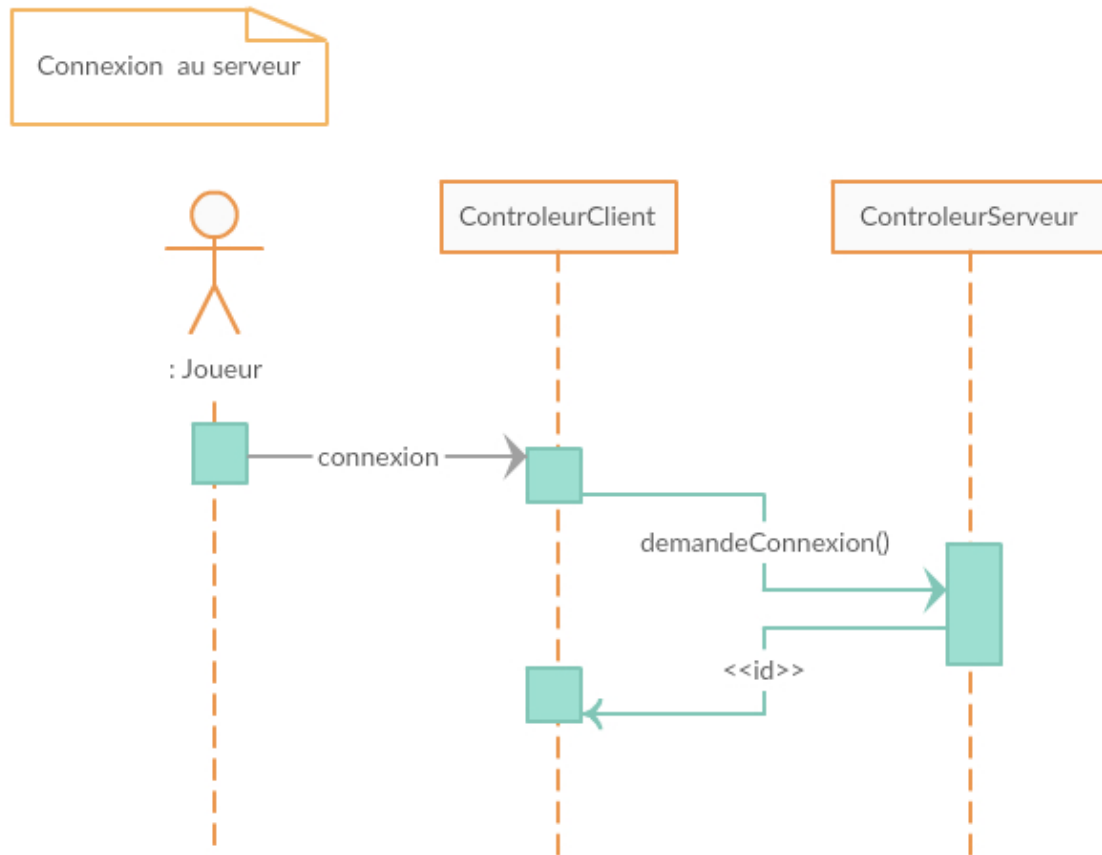 Connexion au serveur
ControleurClient
ControleurServeur
: Joueur
connexion
demandeConnexion()
<<id>>